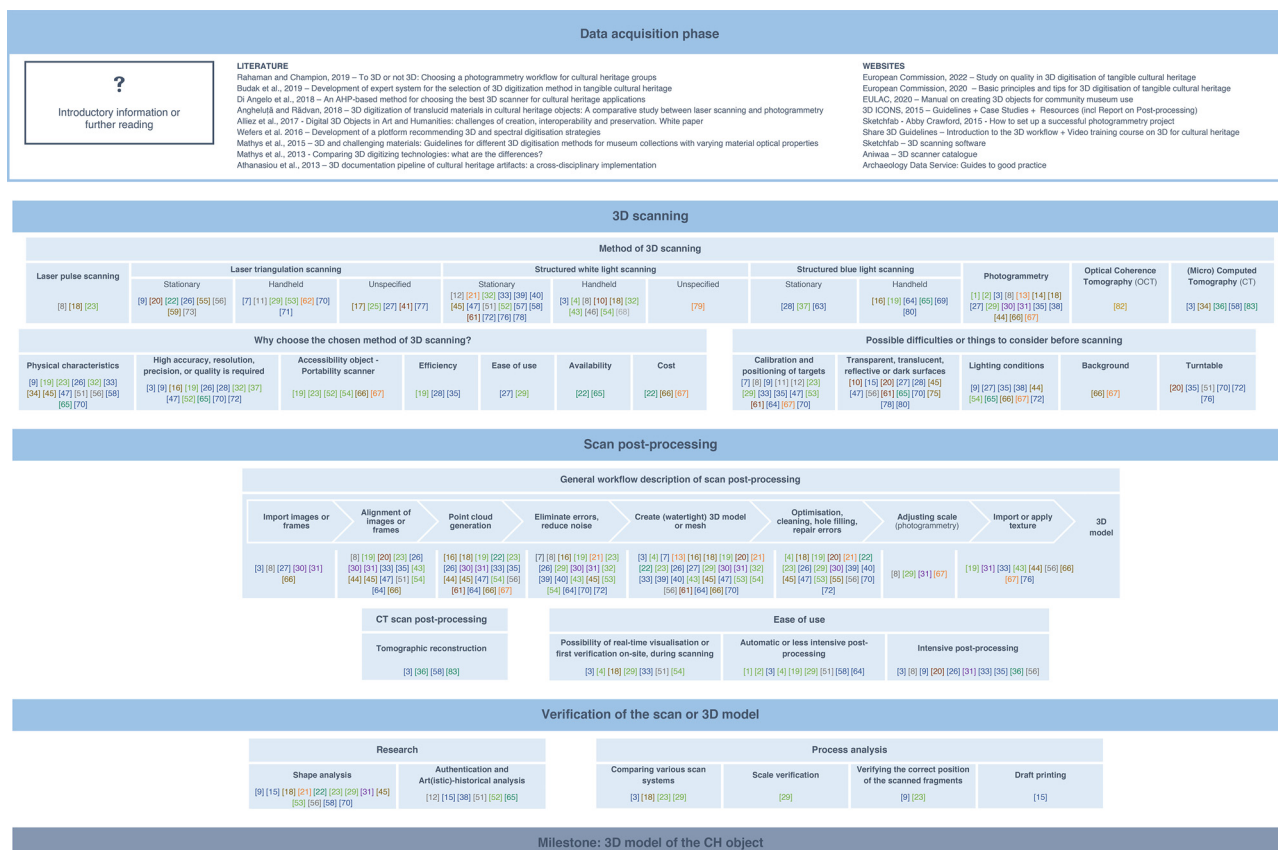 Data acquisition phase
?
Introductory information or
further reading
LITERATURE
Rahaman and Champion, 2019 – To 3D or not 3D: Choosing a photogrammetry workflow for cultural heritage groups
Budak et al., 2019 – Development of expert system for the selection of 3D digitization method in tangible cultural heritage
Di Angelo et al., 2018 – An AHP-based method for choosing the best 3D scanner for cultural heritage applications
Angheluță and Rădvan, 2018 – 3D digitization of translucid materials in cultural heritage objects: A comparative study between laser scanning and photogrammetry
Alliez et al., 2017 - Digital 3D Objects in Art and Humanities: challenges of creation, interoperability and preservation. White paper
Wefers et al. 2016 – Development of a plotform recommending 3D and spectral digitisation strategies
Mathys et al., 2015 – 3D and challenging materials: Guidelines for different 3D digitisation methods for museum collections with varying material optical properties
Mathys et al., 2013 - Comparing 3D digitizing technologies: what are the differences?
Athanasiou et al., 2013 – 3D documentation pipeline of cultural heritage artifacts: a cross-disciplinary implementation
WEBSITES
European Commission, 2022 – Study on quality in 3D digitisation of tangible cultural heritage
European Commission, 2020 – Basic principles and tips for 3D digitisation of tangible cultural heritage
EULAC, 2020 – Manual on creating 3D objects for community museum use
3D ICONS, 2015 – Guidelines + Case Studies + Resources (incl Report on Post-processing)
Sketchfab - Abby Crawford, 2015 - How to set up a successful photogrammetry project
Share 3D Guidelines – Introduction to the 3D workflow + Video training course on 3D for cultural heritage
Sketchfab – 3D scanning software
Aniwaa – 3D scanner catalogue
Archaeology Data Service: Guides to good practice
3D scanning
Method of 3D scanning
Laser pulse scanning
[8] [18] [23]
Laser triangulation scanning
Stationary
[9] [20] [22] [26] [55] [56]
[59] [73]
Handheld
[7] [11] [29] [53] [62] [70]
[71]
Unspecified
[17] [25] [27] [41] [77]
Structured white light scanning
Stationary
[12] [21] [32] [33] [39] [40]
[45] [47] [51] [52] [57] [58]
[61] [72] [76] [78]
Handheld
[3] [4] [8] [10] [18] [32]
[43] [46] [54] [68]
Unspecified
[79]
Structured blue light scanning
Stationary
[28] [37] [63]
Handheld
[16] [19] [64] [65] [69]
[80]
Photogrammetry
[1] [2] [3] [8] [13] [14] [18]
[27] [29] [30] [31] [35] [38]
[44] [66] [67]
Optical Coherence
Tomography (OCT)
[82]
(Micro) Computed
Tomography (CT)
[3] [34] [36] [58] [83]
Why choose the chosen method of 3D scanning?
Physical characteristics
[9] [19] [23] [26] [32] [33]
[34] [45] [47] [51] [56] [58]
[65] [70]
High accuracy, resolution,
precision, or quality is required
[3] [9] [16] [19] [26] [28] [32] [37]
[47] [52] [65] [70] [72]
Accessibility object -
Portability scanner
[19] [23] [52] [54] [66] [67]
Efficiency
[19] [28] [35]
Ease of use
[27] [29]
Availability
[22] [65]
Cost
[22] [66] [67]
Possible difficulties or things to consider before scanning
Calibration and
positioning of targets
[7] [8] [9] [11] [12] [23]
[29] [33] [35] [47] [53]
[61] [64] [67] [70]
Transparent, translucent,
reflective or dark surfaces
[10] [15] [20] [27] [28] [45]
[47] [56] [61] [65] [70] [75]
[78] [80]
Lighting conditions
[9] [27] [35] [38] [44]
[54] [65] [66] [67] [72]
Background
[66] [67]
Turntable
[20] [35] [51] [70] [72]
[76]
Scan post-processing
General workflow description of scan post-processing
Import images or
frames
[3] [8] [27] [30] [31]
[66]
Alignment of
images or
frames
[8] [19] [20] [23] [26]
[30] [31] [33] [35] [43]
[44] [45] [47] [51] [54]
[64] [66]
Point cloud
generation
[16] [18] [19] [22] [23]
[26] [30] [31] [33] [35]
[44] [45] [47] [54] [56]
[61] [64] [66] [67]
Eliminate errors,
reduce noise
[7] [8] [16] [19] [21] [23]
[26] [29] [30] [31] [32]
[39] [40] [43] [45] [53]
[54] [64] [70] [72]
Create (watertight) 3D model
or mesh
[3] [4] [7] [13] [16] [18] [19] [20] [21]
[22] [23] [26] [27] [29] [30] [31] [32]
[33] [39] [40] [43] [45] [47] [53] [54]
[56] [61] [64] [66] [70]
Optimisation,
cleaning, hole filling,
repair errors
[4] [18] [19] [20] [21] [22]
[23] [26] [29] [30] [39] [40]
[45] [47] [53] [55] [56] [70]
[72]
Adjusting scale
(photogrammetry)
[8] [29] [31] [67]
Import or apply
texture
[19] [31] [33] [43] [44] [56] [66]
[67] [76]
3D
model
CT scan post-processing
Tomographic reconstruction
[3] [36] [58] [83]
Ease of use
Possibility of real-time visualisation or
first verification on-site, during scanning
[3] [4] [18] [29] [33] [51] [54]
Automatic or less intensive post-
processing
[1] [2] [3] [4] [19] [29] [51] [58] [64]
Intensive post-processing
[3] [8] [9] [20] [26] [31] [33] [35] [36] [56]
Verification of the scan or 3D model
Research
Shape analysis
[9] [15] [18] [21] [22] [23] [29] [31] [45]
[53] [56] [58] [70]
Authentication and
Art(istic)-historical analysis
[12] [15] [38] [51] [52] [65]
Process analysis
Comparing various scan
systems
[3] [18] [23] [29]
Scale verification
[29]
Verifying the correct position
of the scanned fragments
[9] [23]
Draft printing
[15]
Milestone: 3D model of the CH object